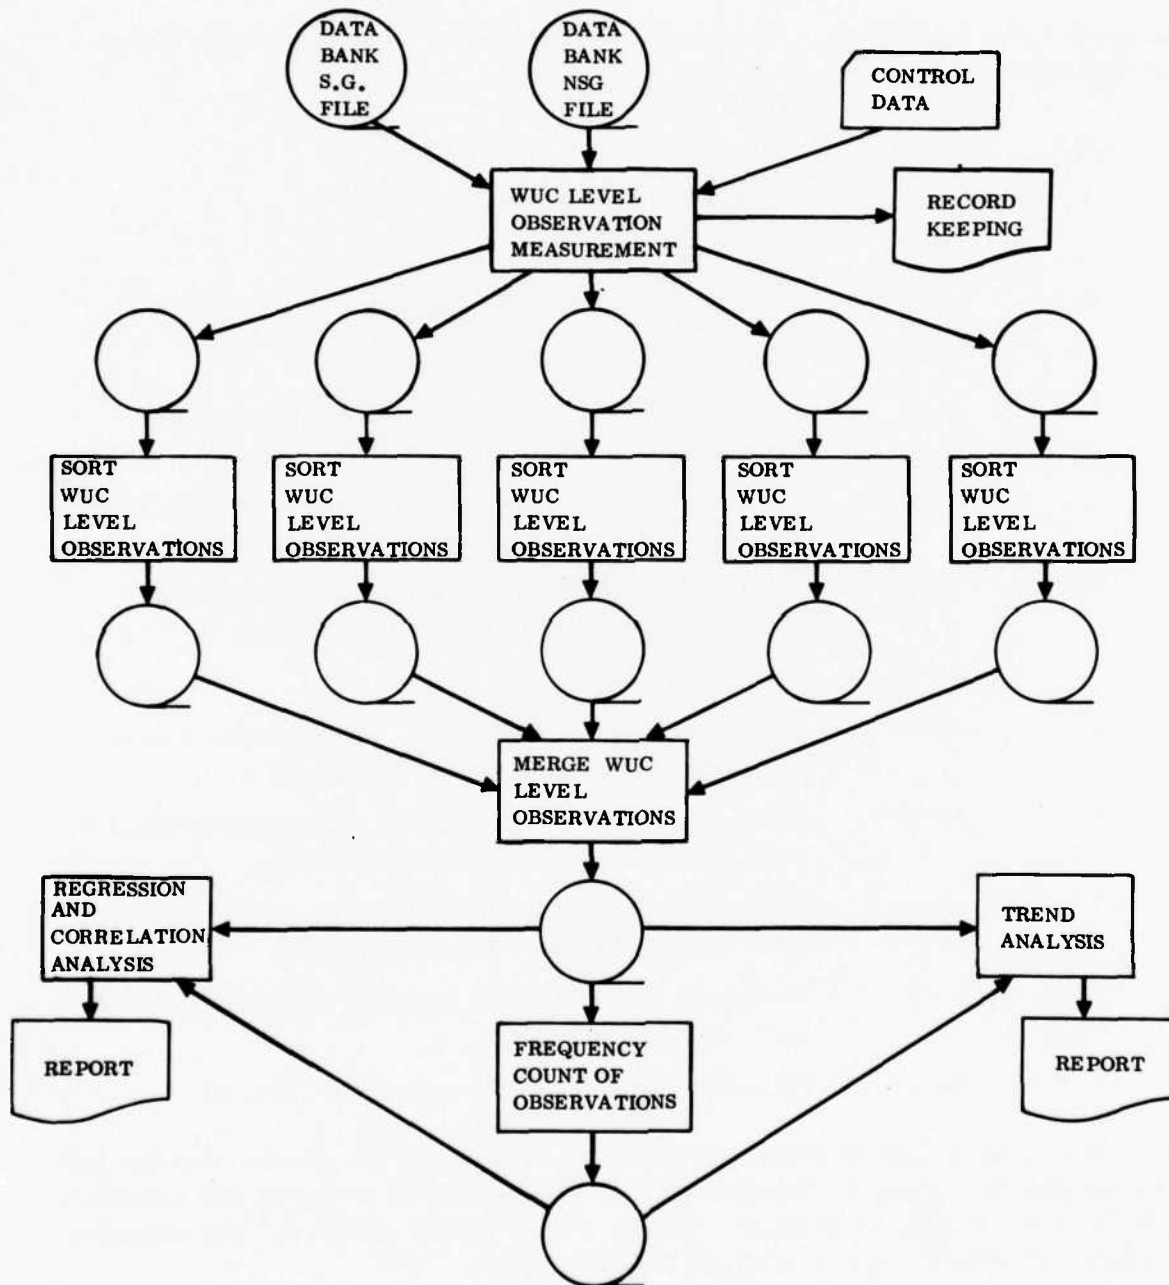 DATA
BANK
S.G.
FILE
DATA
BANK
NSG
FILE
CONTROL
DATA
WUC LEVEL
OBSERVATION
MEASUREMENT
RECORD
KEEPING
SORT
WUC
LEVEL
OBSERVATIONS
SORT
WUC
LEVEL
OBSERVATIONS
SORT
WUC
LEVEL
OBSERVATIONS
SORT
WUC
LEVEL
OBSERVATIONS
SORT
WUC
LEVEL
OBSERVATIONS
MERGE WUC
LEVEL
OBSERVATIONS
REGRESSION
AND
CORRELATION
ANALYSIS
TREND
ANALYSIS
REPORT
FREQUENCY
COUNT OF
OBSERVATIONS
REPORT